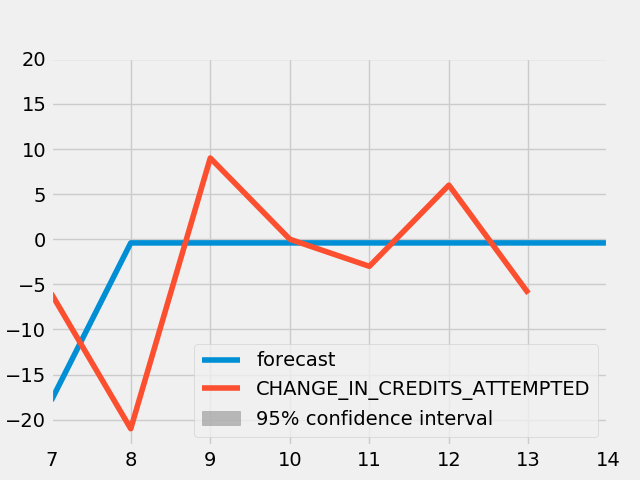 20
15
10
5
0
−5
−10
−15
−20
7 8 9 10 11 12 13 14
forecast
CHANGE_IN_CREDITS_ATTEMPTED
95% confidence interval